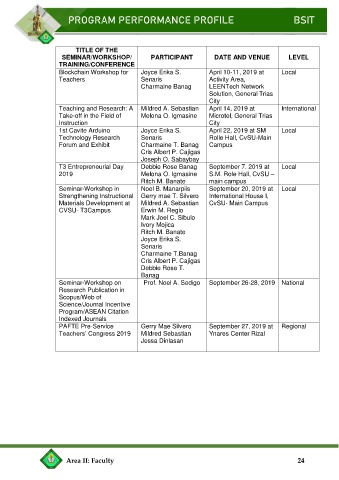 PROGRAM PERFORMANCE PROFILE BSIT
TITLE OF THE
SEMINAR/WORKSHOP/
TRAINING/CONFERENCE
PARTICIPANT
DATE AND VENUE
LEVEL
Blockchain Workshop for
Teachers
Joyce Erika S.
Senaris
Charmaine Banag
April 10-11, 2019 at
Activity Area,
LEENTech Network
Solution, General Trias
City
Local
Teaching and Research: A
Take-off in the Field of
Instruction
Mildred A. Sebastian
Melona O. Igmasine
April 14, 2019 at
Microtel, General Trias
City
International
1st Cavite Arduino
Technology Research
Forum and Exhibit
Joyce Erika S.
Senaris
Charmaine T. Banag
Cris Albert P. Cajigas
Joseph O. Sabaybay
April 22, 2019 at SM
Rolle Hall, CvSU-Main
Campus
Local
T3 Entrepreneurial Day
2019
Debbie Rose Banag
Melona O. Igmasine
Ritch M. Banate
September 7, 2019 at
S.M. Role Hall, CvSU –
main campus
Local
Seminar-Workshop in
Strengthening Instructional
Materials Development at
CVSU- T3Campus
Noel B. Manarpiis
Gerry mae T. Silvero
Mildred A. Sebastian
Erwin M. Regio
Mark Joel C. Sibulo
Ivory Mojica
Ritch M. Banate
Joyce Erika S.
Senaris
Charmaine T.Banag
Cris Albert P. Cajigas
Debbie Rose T.
Banag
September 20, 2019 at
International House I,
CvSU- Main Campus
Local
Seminar-Workshop on
Research Publication in
Scopus/Web of
Science/Journal Incentive
Program/ASEAN Citation
Indexed Journals
Prof. Noel A. Sedigo
September 26-28, 2019
National
PAFTE Pre-Service
Teachers' Congress 2019
Gerry Mae Silvero
Mildred Sebastian
Jessa Dinlasan
September 27, 2019 at
Ynares Center Rizal
Regional
Area II: Faculty 24